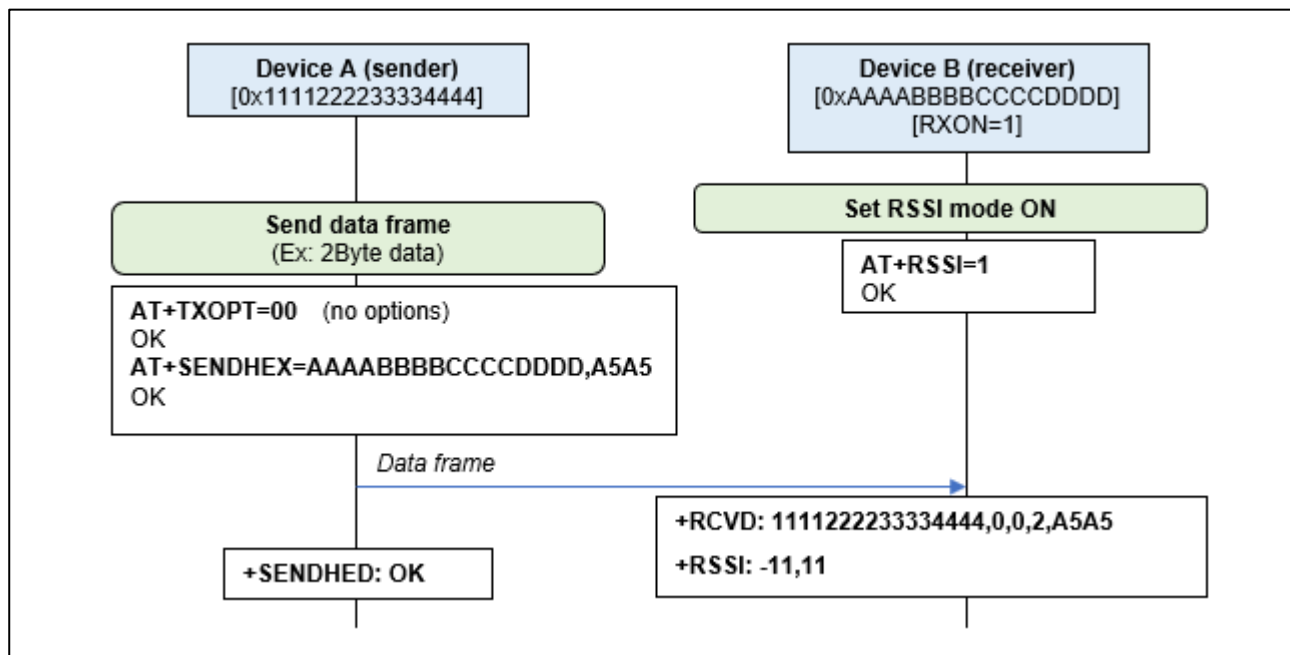 Device A (sender)
[0x1111222233334444]
Device B (receiver)
[0xAAAABBBBCCCCDDDD]
[RXON=1]
Set RSSI mode ON
AT+RSSI=1
OK
Send data frame
(Ex: 2Byte data)
AT+TXOPT=00 (no options)
OK
AT+SENDHEX=AAAABBBBCCCCDDDD,A5A5
OK
Data frame
+RCVD: 1111222233334444,0,0,2,A5A5
+RSSI: -11,11
+SENDHED: OK